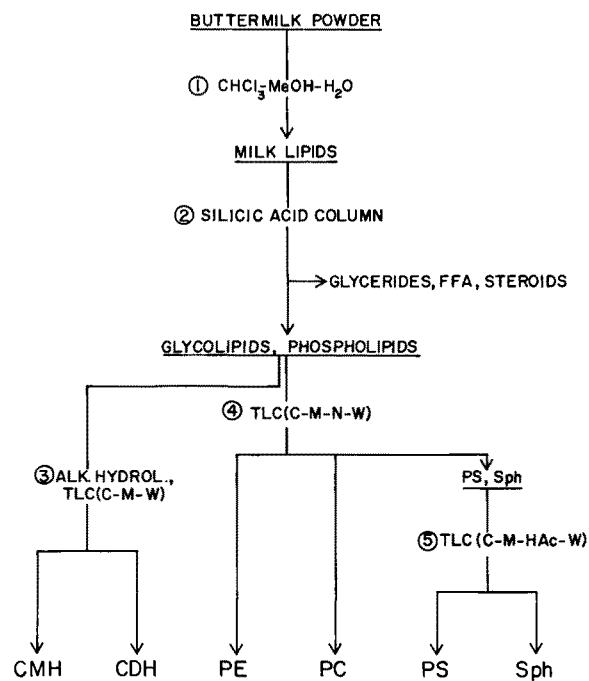 BUTTERMILK POWDER
① CHCl₃-MeOH-H₂O
MILK LIPIDS
② SILICIC ACID COLUMN
GLYCERIDES, FFA, STEROIDS
GLYCOLIPIDS, PHOSPHOLIPIDS
④ TLC(C-M-N-W)
③ ALK. HYDROL.,
TLC(C-M-W)
PS, Sph
⑤ TLC(C-M-HAc-W)
CMH CDH PE PC PS Sph